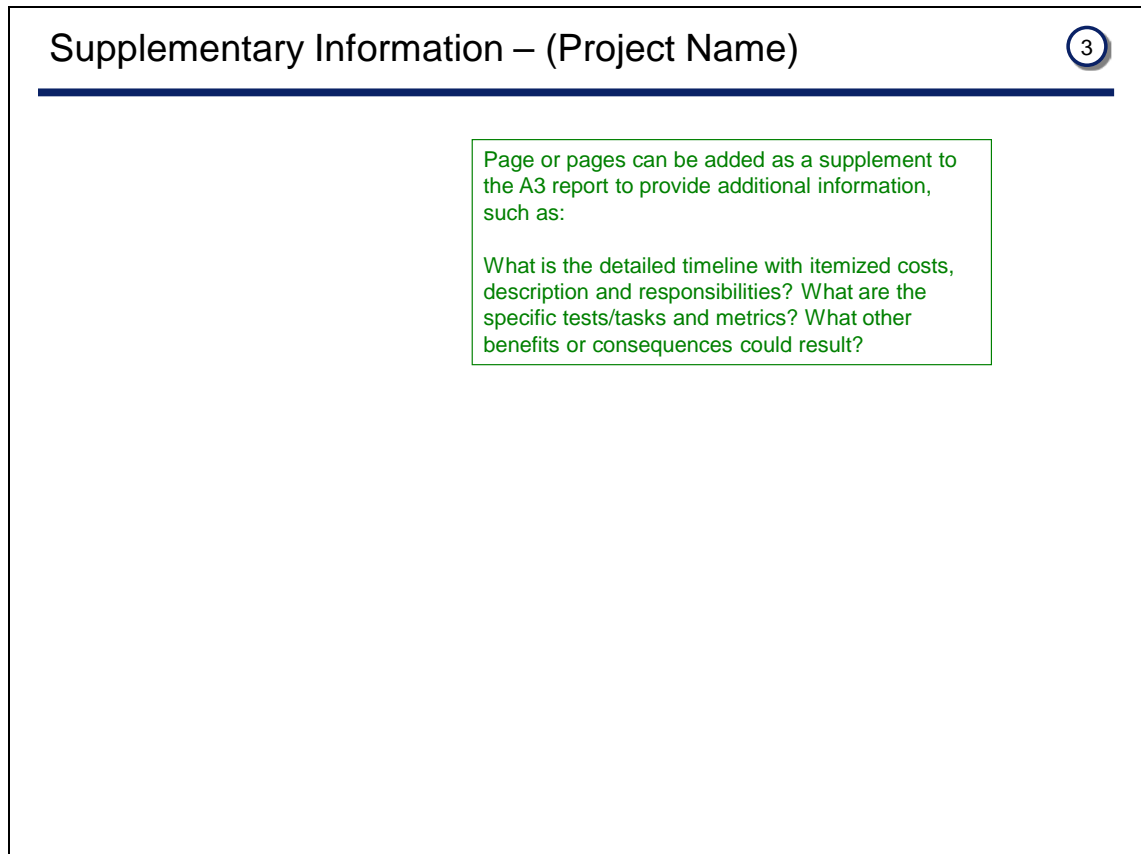 Supplementary Information – (Project Name)
3
Page or pages can be added as a supplement to
the A3 report to provide additional information,
such as:
What is the detailed timeline with itemized costs,
description and responsibilities? What are the
specific tests/tasks and metrics? What other
benefits or consequences could result?